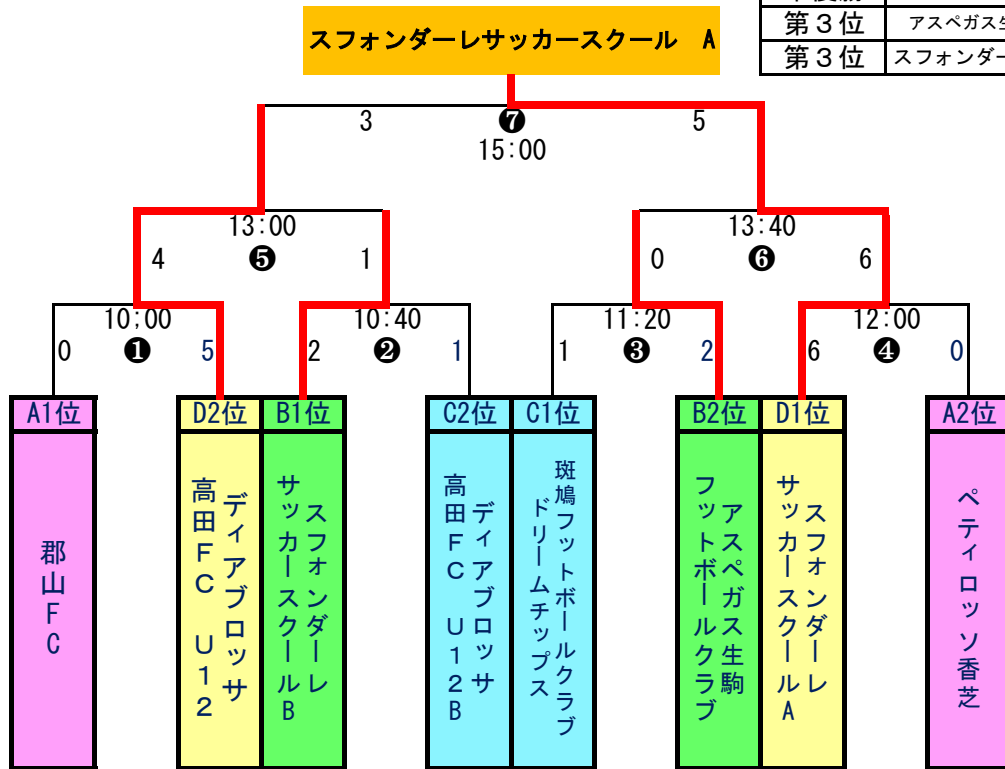 スフォンダーレサッカースクール A
第3位 アスペガス生
第3位 スフォンダー
3 ❼ 5
15:00
13:00
4 ❺ 1
13:40
0 ❻ 6
10;00
0 ❶ 5
10:40
2 ❷ 1
11:20
1 ❸ 2
12:00
6 ❹ 0
A1位
D2位
B1位
C2位
C1位
B2位
D1位
A2位
郡山FC
ディアブロッサ
高田FC U12
スフォンダーレ
サッカースクールB
ディアブロッサ
高田FC U12B
斑鳩フットボールクラブ
ドリームチップス
アスペガス生駒
フットボールクラブ
スフォンダーレ
サッカースクールA
ペティロッソ香芝